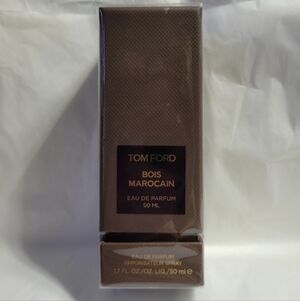 TOM FORD
BOIS
MAROCAIN
EAU DE PARFUM
50 ML
EAU DE PARFUM
VAPORISATEUR SPRAY
1.7 FL.OZ./OZ. LIQ./50 ml ℮